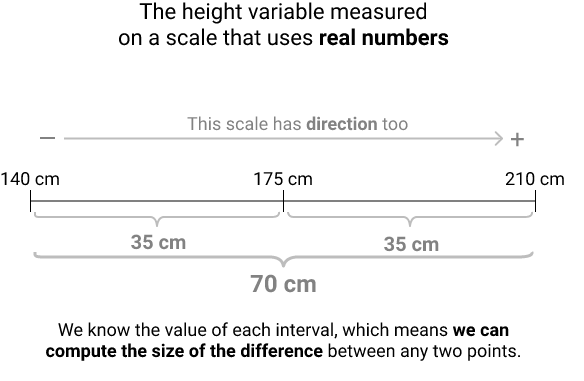 The height variable measured
on a scale that uses real numbers
This scale has direction too
— +
140 cm 175 cm 210 cm
35 cm 35 cm
70 cm
We know the value of each interval, which means we can
compute the size of the difference between any two points.